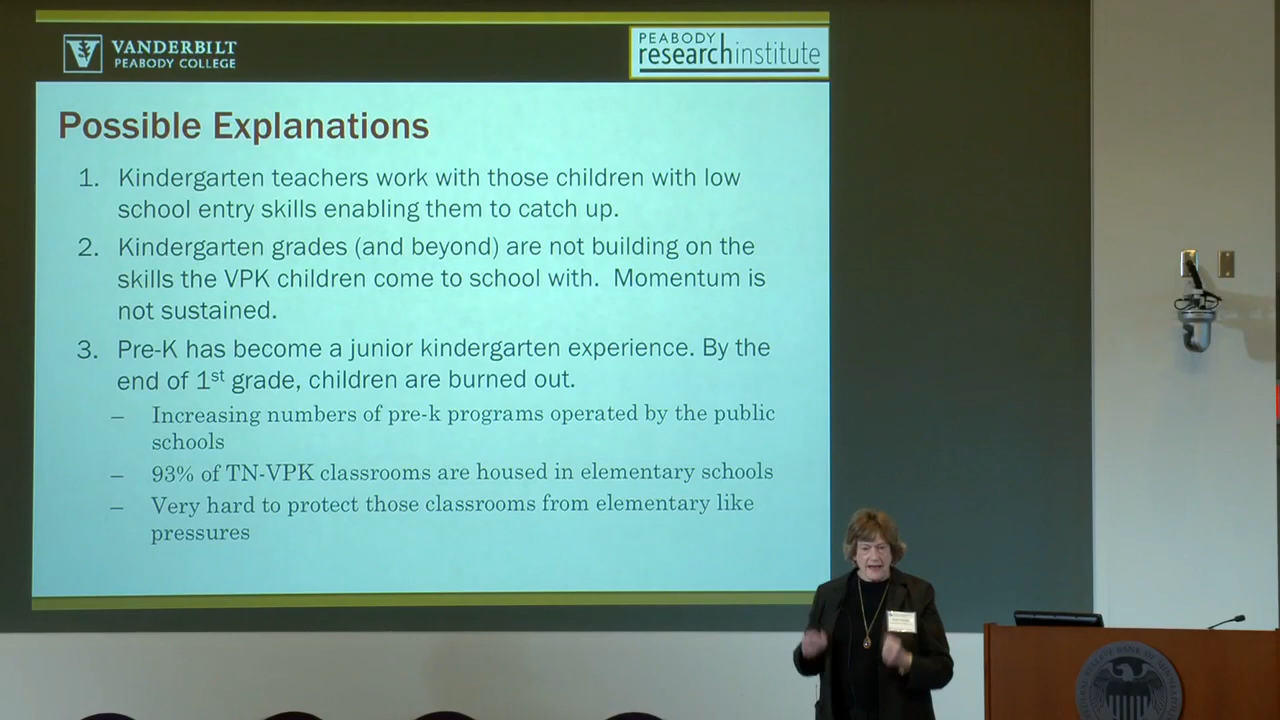 VANDERBILT
PEABODY COLLEGE
PEABODY
researchinstitute
Possible Explanations
1. Kindergarten teachers work with those children with low
school entry skills enabling them to catch up.
2. Kindergarten grades (and beyond) are not building on the
skills the VPK children come to school with. Momentum is
not sustained.
3. Pre-K has become a junior kindergarten experience. By the
end of 1st grade, children are burned out.
– Increasing numbers of pre-k programs operated by the public
schools
– 93% of TN-VPK classrooms are housed in elementary schools
– Very hard to protect those classrooms from elementary like
pressures